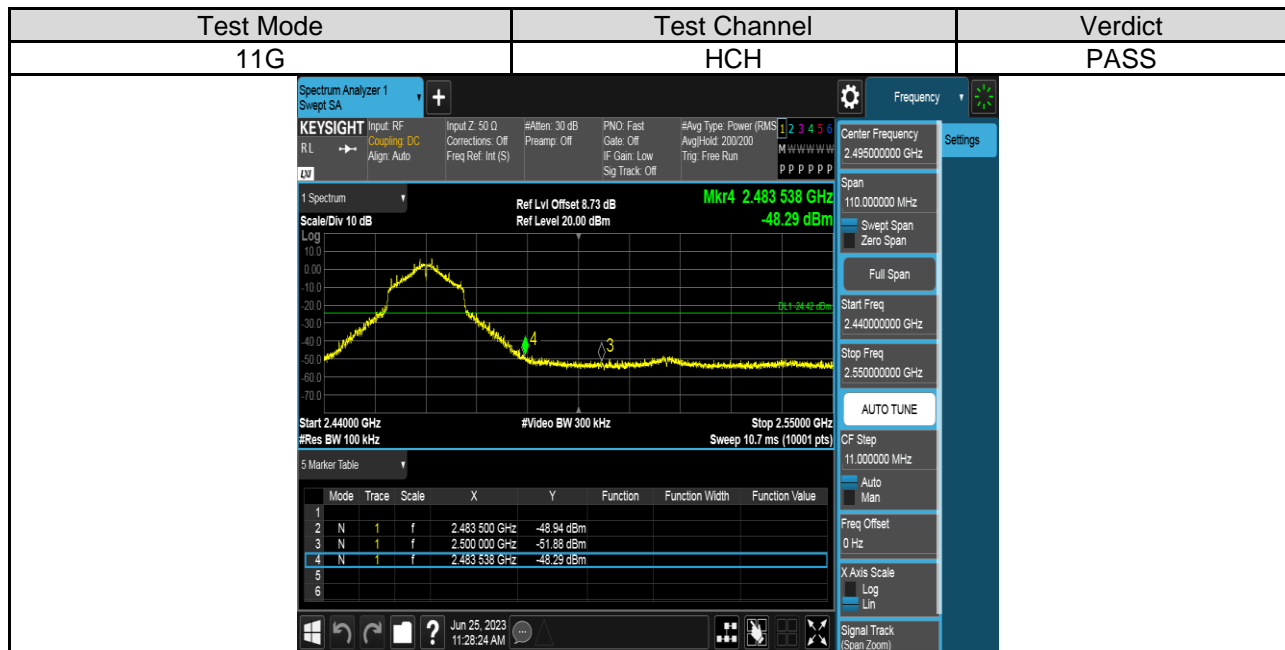 Test Mode Test Channel Verdict
11G HCH PASS
Spectrum Analyzer 1
Swept SA
+
Frequency
KEYSIGHT
RL
LXI
Input: RF
Coupling: DC
Align: Auto
Input Z: 50 Ω
Corrections: Off
Freq Ref: Int (S)
#Atten: 30 dB
Preamp: Off
PNO: Fast
Gate: Off
IF Gain: Low
Sig Track: Off
#Avg Type: Power (RMS
Avg|Hold: 200/200
Trig: Free Run
1 2 3 4 5 6
M W W W W W
P P P P P P
Center Frequency
2.495000000 GHz
Settings
1 Spectrum
Scale/Div 10 dB
Ref Lvl Offset 8.73 dB
Ref Level 20.00 dBm
Mkr4 2.483 538 GHz
-48.29 dBm
Log
10.0
0.00
-10.0
-20.0
-30.0
-40.0
-50.0
-60.0
-70.0
DL1 -24.42 dBm
4
3
Start 2.44000 GHz
#Res BW 100 kHz
#Video BW 300 kHz
Stop 2.55000 GHz
Sweep 10.7 ms (10001 pts)
Span
110.000000 MHz
Swept Span
Zero Span
Full Span
Start Freq
2.440000000 GHz
Stop Freq
2.550000000 GHz
AUTO TUNE
CF Step
11.000000 MHz
Auto
Man
Freq Offset
0 Hz
X Axis Scale
Log
Lin
Signal Track
(Span Zoom)
5 Marker Table
Mode Trace Scale X Y Function Function Width Function Value
1
2 N 1 f 2.483 500 GHz -48.94 dBm
3 N 1 f 2.500 000 GHz -51.88 dBm
4 N 1 f 2.483 538 GHz -48.29 dBm
5
6
?
Jun 25, 2023
11:28:24 AM